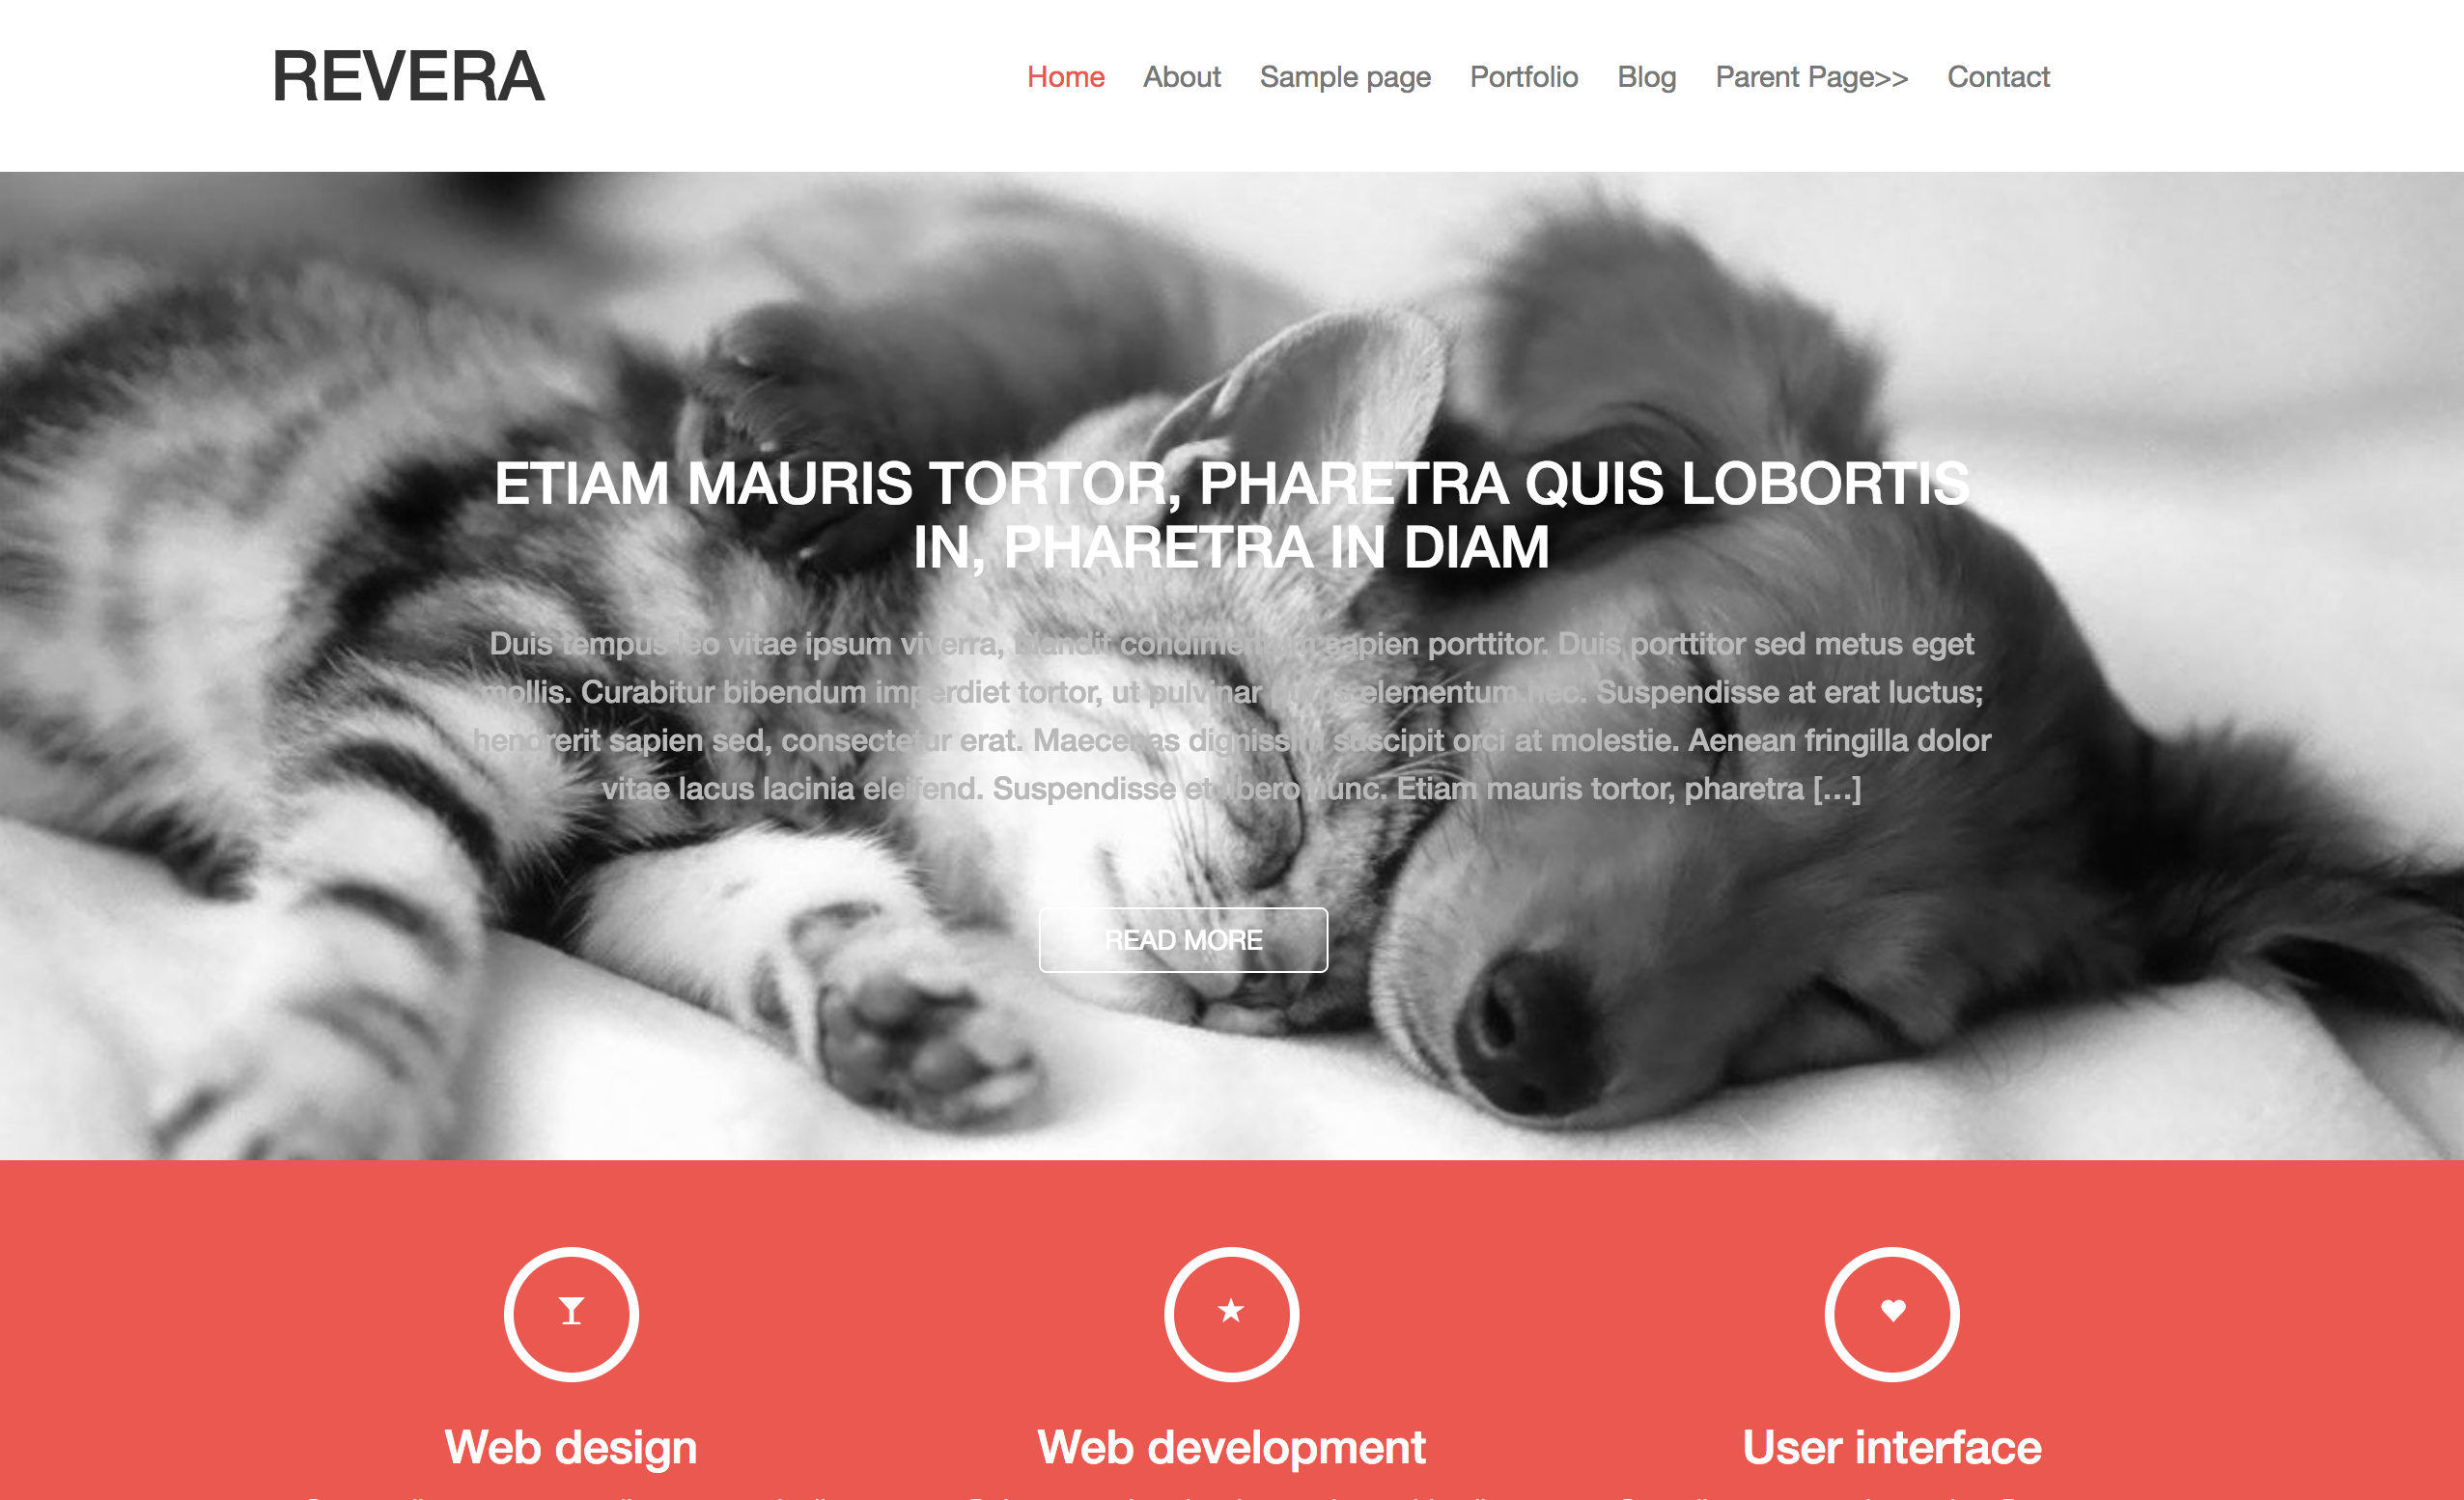 REVERA
Home About Sample page Portfolio Blog Parent Page>> Contact
ETIAM MAURIS TORTOR, PHARETRA QUIS LOBORTIS
IN, PHARETRA IN DIAM
Duis tempus leo vitae ipsum viverra, blandit condimentum sapien porttitor. Duis porttitor sed metus eget
mollis. Curabitur bibendum imperdiet tortor, ut pulvinar elementum nec. Suspendisse at erat luctus;
hendrerit sapien sed, consectetur erat. Maecenas dignissim suscipit orci at molestie. Aenean fringilla dolor
vitae lacus lacinia eleifend. Suspendisse et libero nunc. Etiam mauris tortor, pharetra [...]
READ MORE
Web design Web development User interface